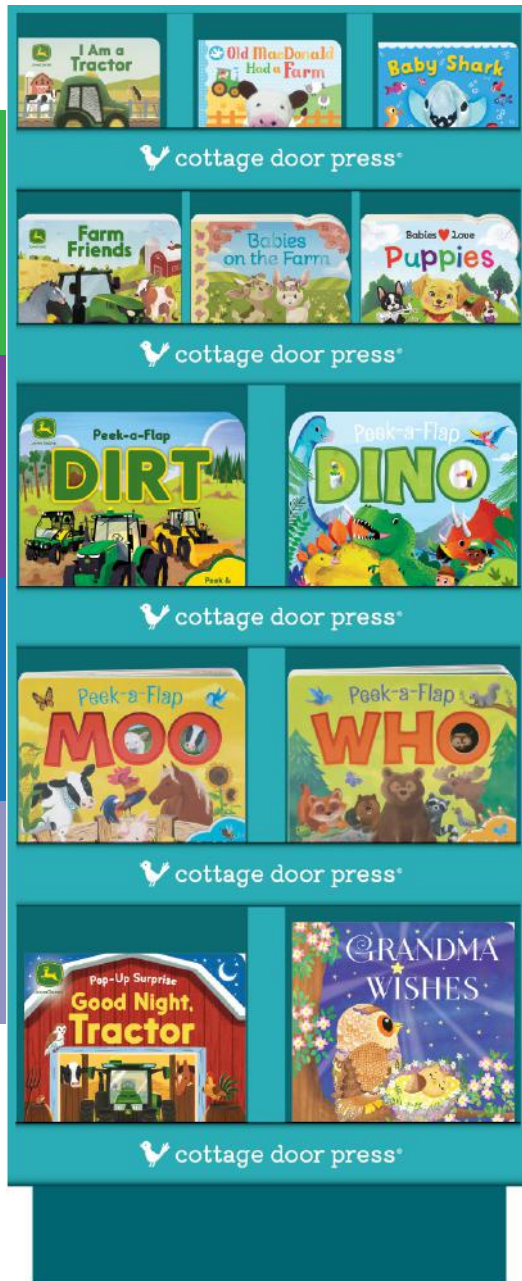 I Am a
Tractor
Old MacDonald
Had a Farm
Baby Shark
cottage door press®
Farm
Friends
Babies
on the Farm
Babies Love
Puppies
cottage door press®
Peek-a-Flap
DIRT
Peek &
Peek-a-Flap
DINO
cottage door press®
Peek-a-Flap
MOO
Peek-a-Flap
WHO
cottage door press®
Pop-Up Surprise
Good Night,
Tractor
GRANDMA
WISHES
cottage door press®